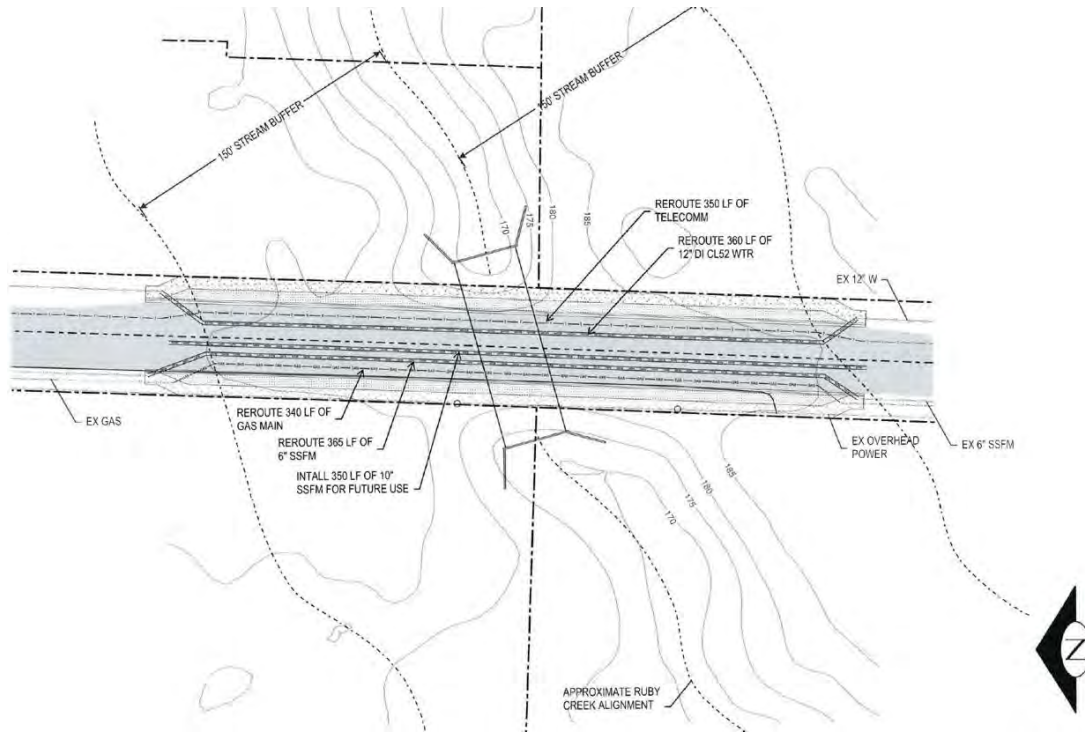 150' STREAM BUFFER
150' STREAM BUFFER
REROUTE 350 LF OF
TELECOMM
REROUTE 360 LF OF
12" DI CL52 WTR
170
175
180
185
EX 12" W
EX GAS
REROUTE 340 LF OF
GAS MAIN
REROUTE 365 LF OF
6" SSFM
INTALL 350 LF OF 10"
SSFM FOR FUTURE USE
EX OVERHEAD
POWER
EX 6" SSFM
185
180
175
170
APPROXIMATE RUBY
CREEK ALIGNMENT
N